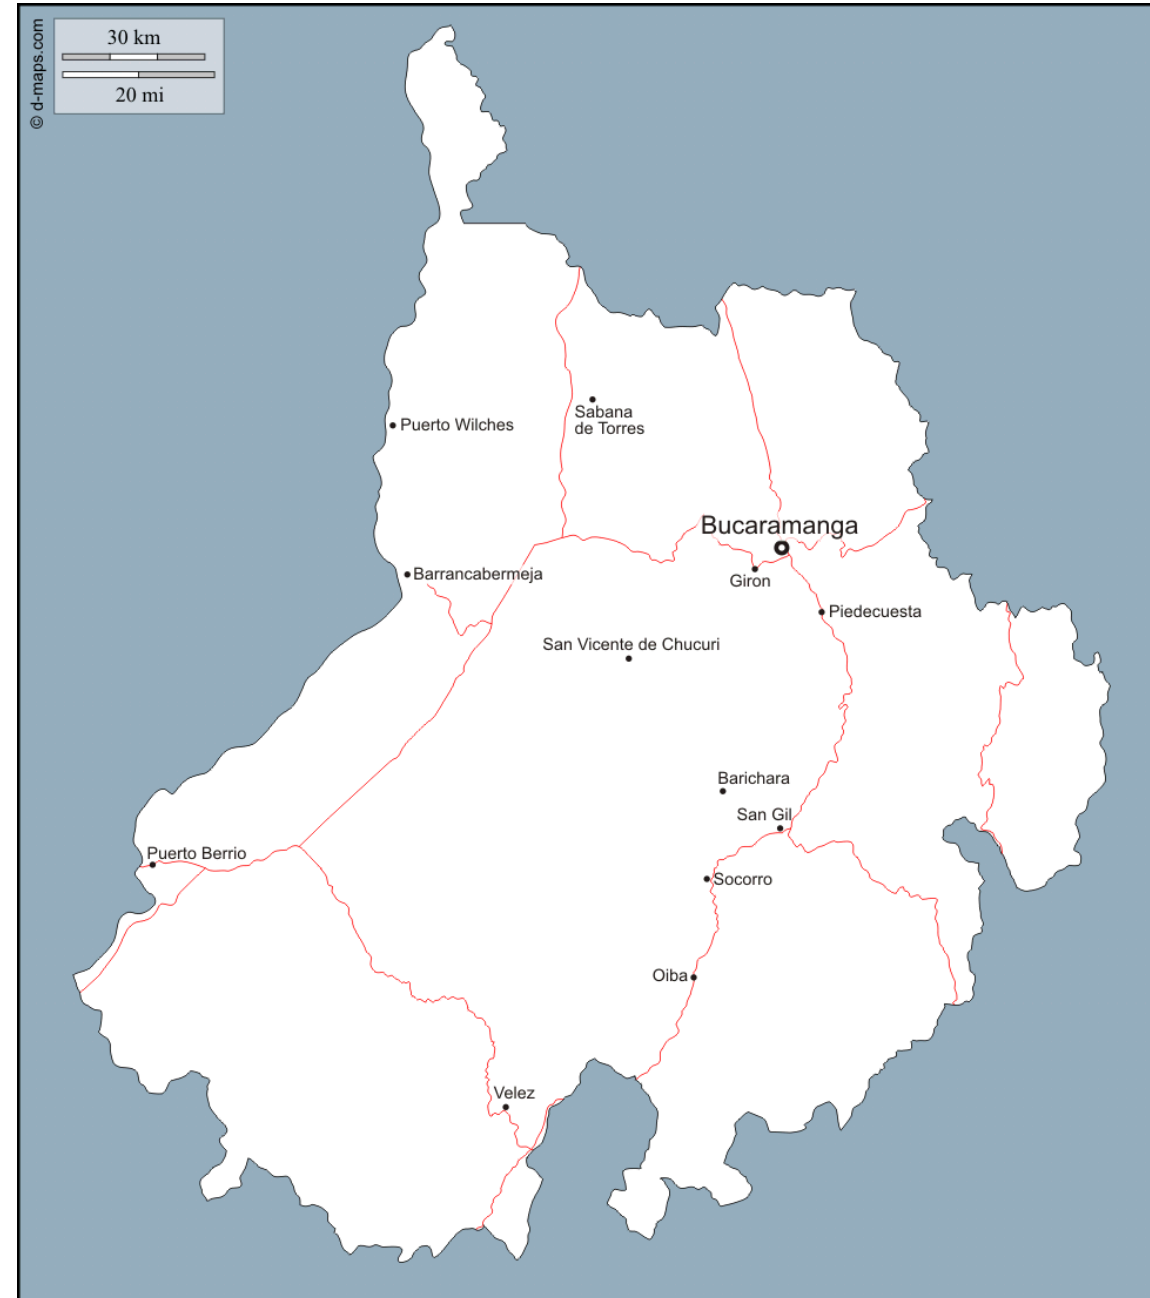 © d-maps.com
30 km
20 mi
Sabana
de Torres
Puerto Wilches
Bucaramanga
Barrancabermeja
Giron
Piedecuesta
San Vicente de Chucuri
Barichara
San Gil
Puerto Berrio
Socorro
Oiba
Velez